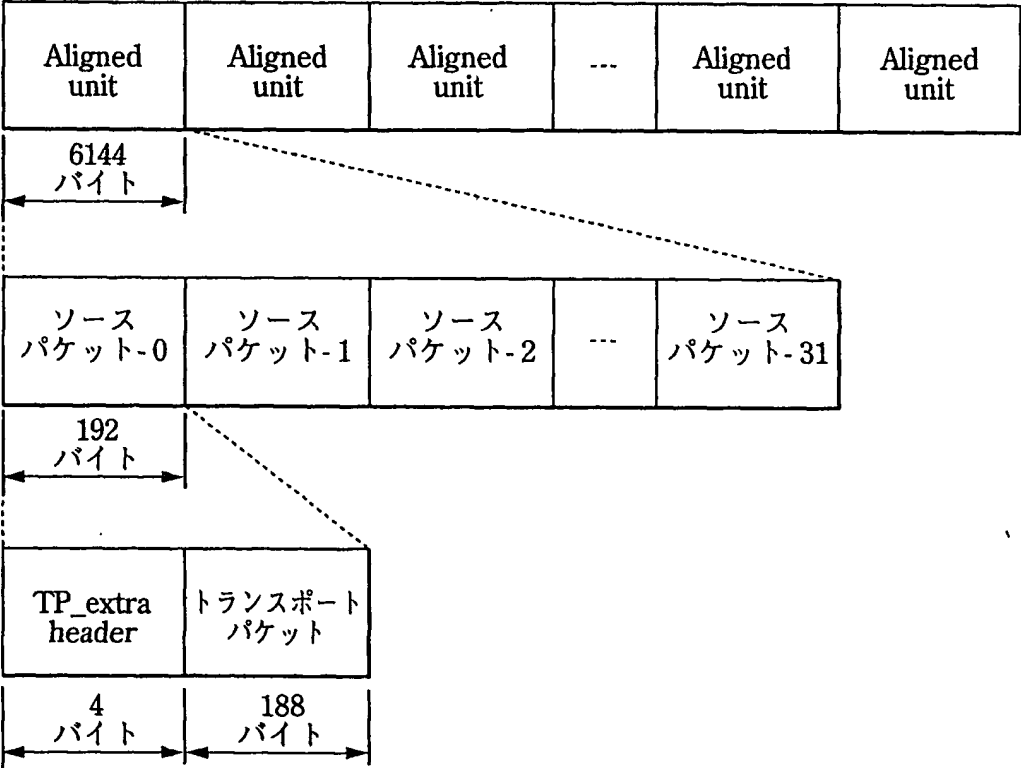 Aligned
unit
Aligned
unit
Aligned
unit
---
Aligned
unit
Aligned
unit
6144
バイト
ソース
パケット-0
ソース
パケット-1
ソース
パケット-2
---
ソース
パケット-31
192
バイト
TP_extra
header
トランスポート
パケット
4
バイト
188
バイト